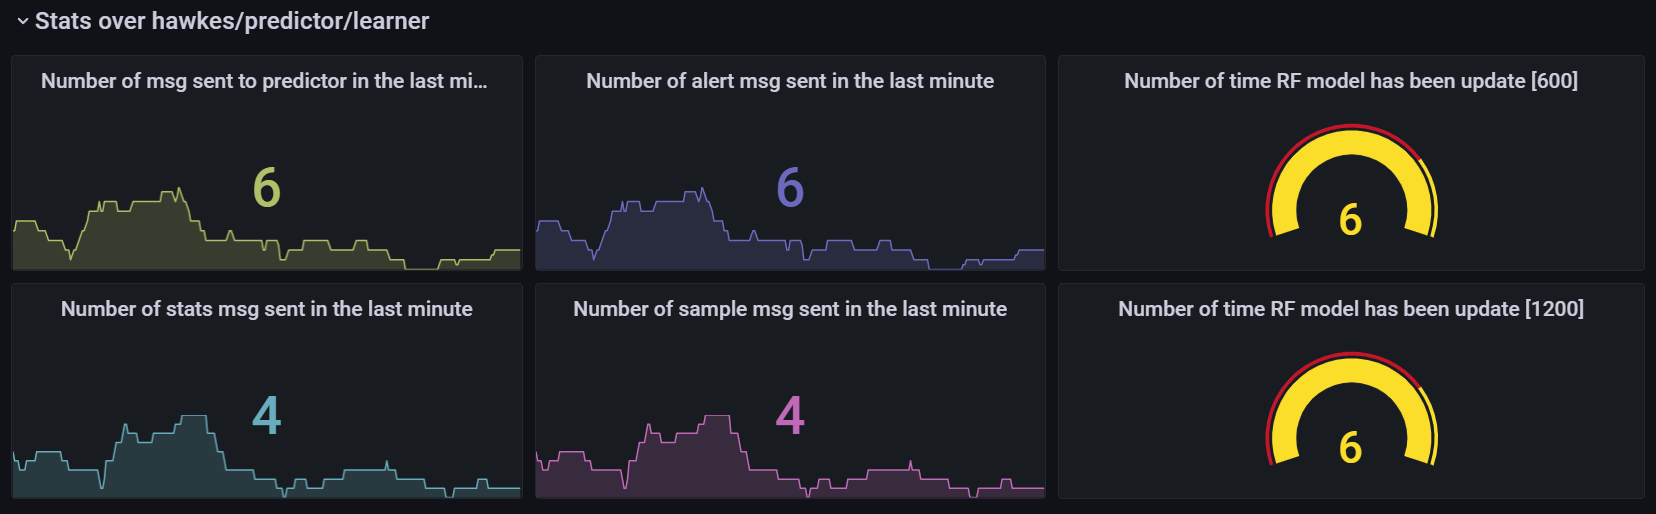 Stats over hawkes/predictor/learner
Number of msg sent to predictor in the last mi...
6
Number of alert msg sent in the last minute
6
Number of time RF model has been update [600]
6
Number of stats msg sent in the last minute
4
Number of sample msg sent in the last minute
4
Number of time RF model has been update [1200]
6